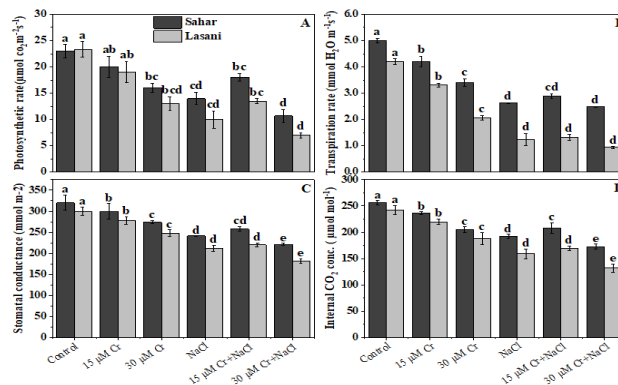 Photosynthetic rate(µmol co₂m⁻²s⁻¹)
30
25
20
15
10
5
0
Sahar
Lasani
A
a a ab ab bc bc cd cd bc bc d d
Transpiration rate (mmol H₂O m⁻¹s⁻¹)
6.0
5.0
4.0
3.0
2.0
1.0
0.0
a a b b c c d d d d d d
Stomatal conductance (mmol m-2)
350
300
250
200
150
100
50
0
C
a a b b c c d d cd d e e
Internal CO₂ conc. ( µmol mol⁻¹)
300
250
200
150
100
50
0
a a b b c c d d c d e e
Control
15 µM Cr
30 µM Cr
NaCl
15 µM Cr+NaCl
30 µM Cr+NaCl
Control
15 µM Cr
30 µM Cr
NaCl
15 µM Cr+NaCl
30 µM Cr+NaCl